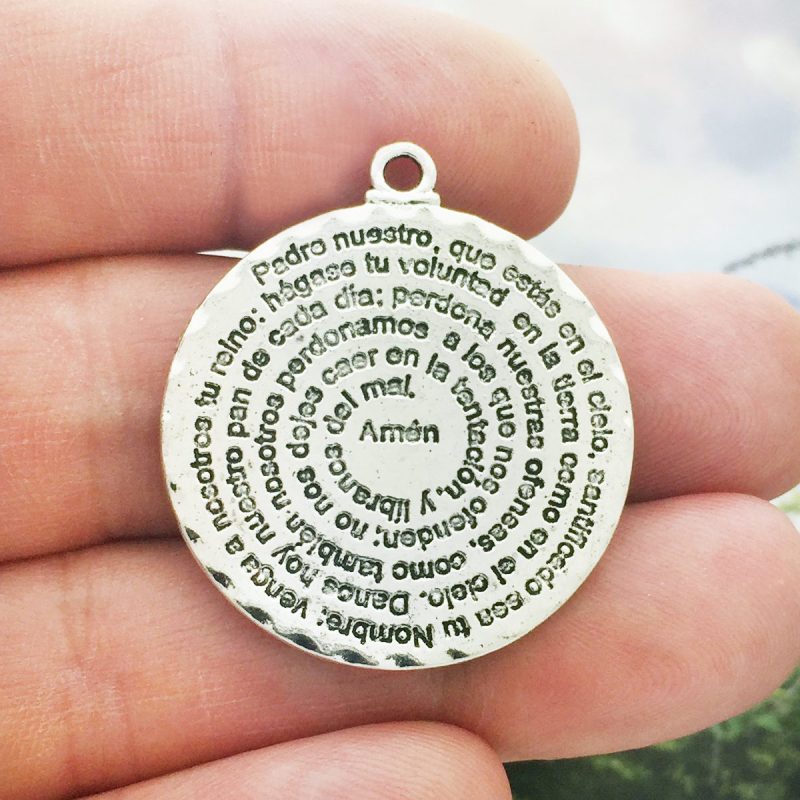 Padre nuestro, que estás en el cielo, santificado sea tu Nombre; venga a nosotros tu reino:
hágase tu voluntad en la tierra como en el cielo. Danos hoy nuestro pan
de cada día; perdona nuestras ofensas, como también nosotros
perdonamos a los que nos ofenden; no nos dejes
caer en la tentación, y libranos
del mal.
Amén